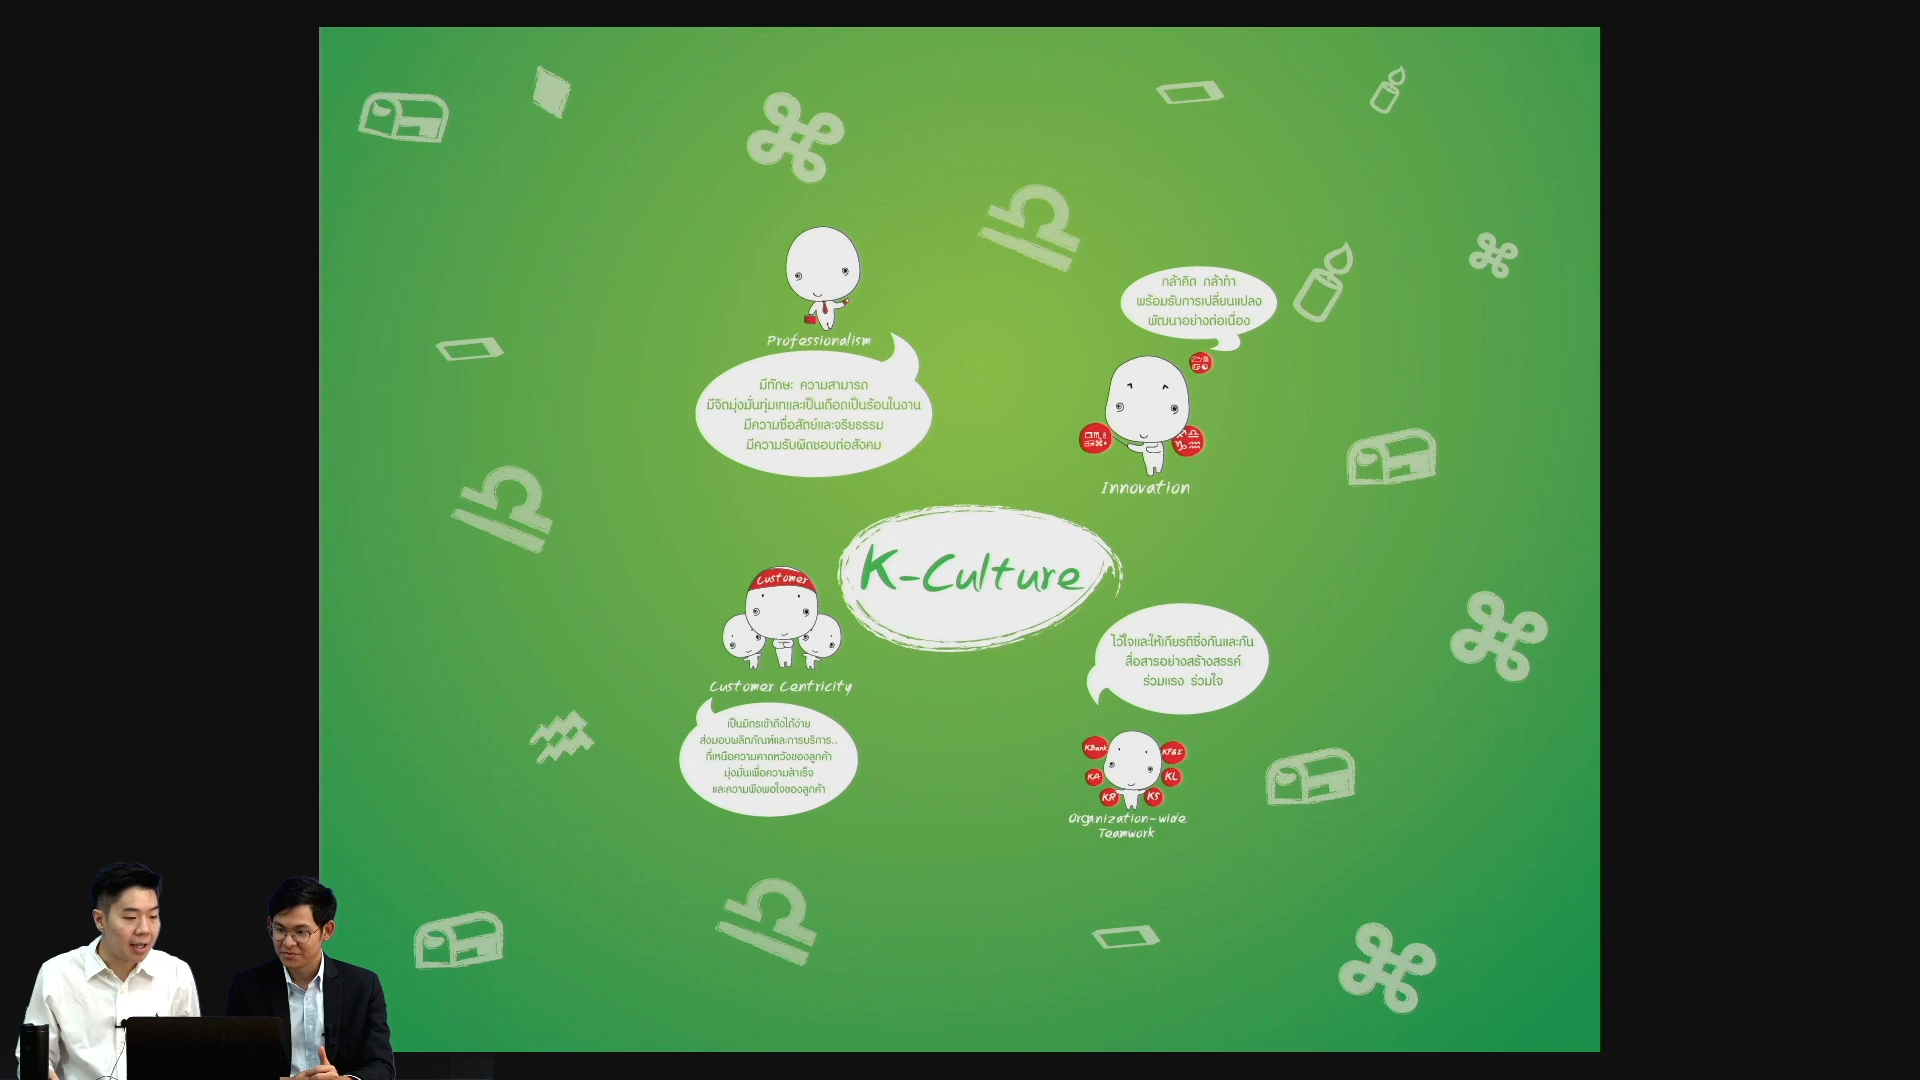 Professionalism
มีทักษะ ความสามารถ
มีจิตมุ่งมั่นทุ่มเทและเป็นเดือดเป็นร้อนในงาน
มีความซื่อสัตย์และจริยธรรม
มีความรับผิดชอบต่อสังคม
กล้าคิด กล้าทำ
พร้อมรับการเปลี่ยนแปลง
พัฒนาอย่างต่อเนื่อง
Innovation
K-Culture
Customer
Customer Centricity
เป็นมิตรเข้าถึงได้ง่าย
ส่งมอบผลิตภัณฑ์และการบริการ..
ที่เหนือความคาดหวังของลูกค้า
มุ่งมั่นเพื่อความสำเร็จ
และความพึงพอใจของลูกค้า
ไว้ใจและให้เกียรติซึ่งกันและกัน
สื่อสารอย่างสร้างสรรค์
ร่วมแรง ร่วมใจ
KBank
KF&E
KA
KL
KR
KS
Organization-wide
Teamwork